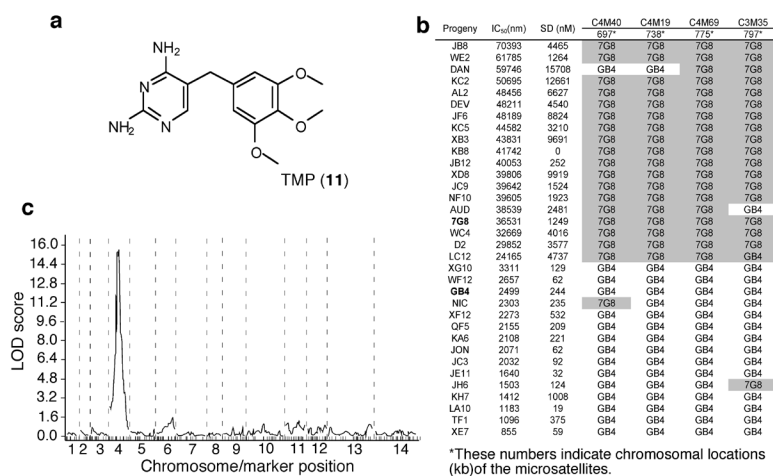 a
NH₂
N
NH₂
N
O
O
O
TMP (11)
b
C4M40 C4M19 C4M69 C3M35
Progeny IC₅₀(nm) SD (nM) 697* 738* 775* 797*
JB8 70393 4465 7G8 7G8 7G8 7G8
WE2 61785 1264 7G8 7G8 7G8 7G8
DAN 59746 15708 GB4 GB4 7G8 7G8
KC2 50695 12661 7G8 7G8 7G8 7G8
AL2 48456 6627 7G8 7G8 7G8 7G8
DEV 48211 4540 7G8 7G8 7G8 7G8
JF6 48189 8824 7G8 7G8 7G8 7G8
KC5 44582 3210 7G8 7G8 7G8 7G8
XB3 43831 9691 7G8 7G8 7G8 7G8
KB8 41742 0 7G8 7G8 7G8 7G8
JB12 40053 252 7G8 7G8 7G8 7G8
XD8 39806 9919 7G8 7G8 7G8 7G8
JC9 39642 1524 7G8 7G8 7G8 7G8
NF10 39605 1923 7G8 7G8 7G8 7G8
AUD 38539 2481 7G8 7G8 7G8 GB4
7G8 36531 1249 7G8 7G8 7G8 7G8
WC4 32669 4016 7G8 7G8 7G8 7G8
D2 29852 3577 7G8 7G8 7G8 7G8
LC12 24165 4737 7G8 7G8 7G8 GB4
XG10 3311 129 GB4 GB4 GB4 GB4
WF12 2657 62 GB4 GB4 GB4 GB4
GB4 2499 244 GB4 GB4 GB4 GB4
NIC 2303 235 7G8 GB4 GB4 GB4
XF12 2273 532 GB4 GB4 GB4 GB4
QF5 2155 209 GB4 GB4 GB4 GB4
KA6 2108 221 GB4 GB4 GB4 GB4
JON 2071 62 GB4 GB4 GB4 GB4
JC3 2032 92 GB4 GB4 GB4 GB4
JE11 1640 32 GB4 GB4 GB4 GB4
JH6 1503 124 GB4 GB4 GB4 7G8
KH7 1412 1008 GB4 GB4 GB4 GB4
LA10 1183 19 GB4 GB4 GB4 GB4
TF1 1096 375 GB4 GB4 GB4 GB4
XE7 855 59 GB4 GB4 GB4 GB4
*These numbers indicate chromosomal locations
(kb)of the microsatellites.
c
LOD score
16.0
14.4
12.8
11.2
9.6
8.0
6.4
4.8
3.2
1.6
0.0
1 2 3 4 5 6 7 8 9 10 11 12 13 14
Chromosome/marker position